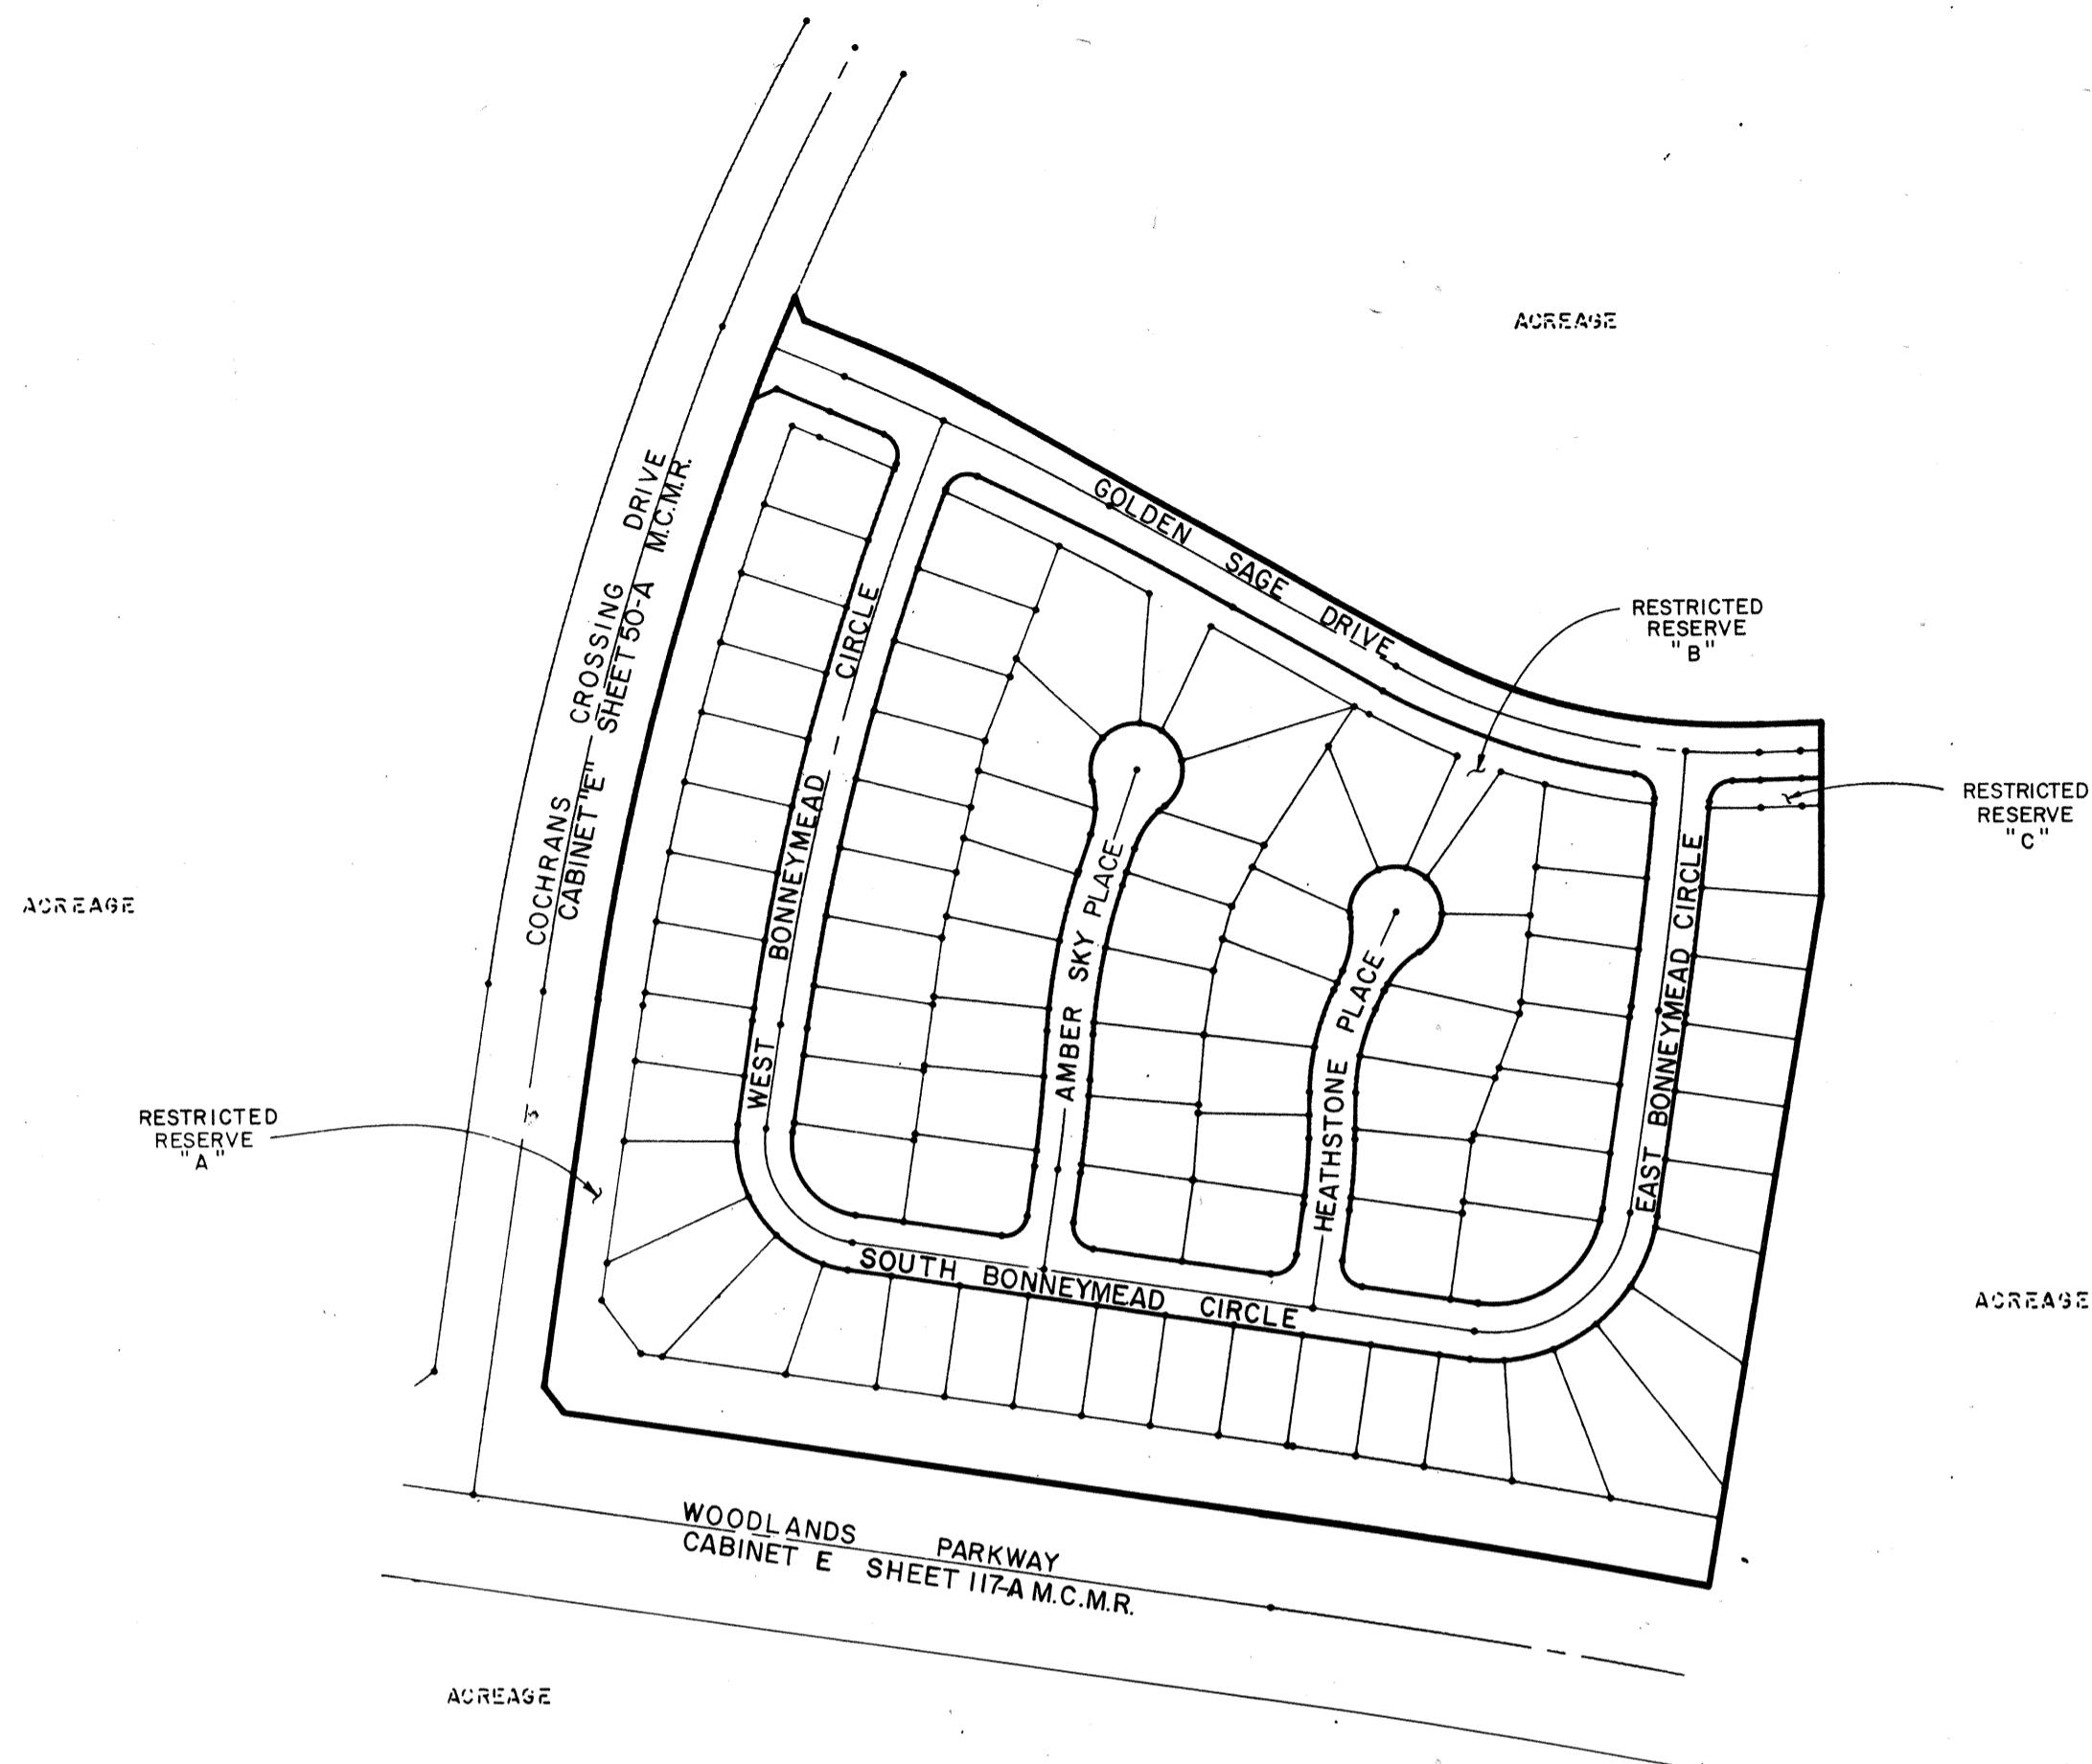 ACREAGE
GOLDEN SAGE DRIVE
RESTRICTED
RESERVE
"B"
COCHRANS CROSSING DRIVE
CABINET "E" SHEET 50-A M.C.M.R.
WEST BONNEYMEAD CIRCLE
AMBER SKY PLACE
HEATHSTONE PLACE
EAST BONNEYMEAD CIRCLE
RESTRICTED
RESERVE
"C"
ACREAGE
RESTRICTED
RESERVE
"A"
SOUTH BONNEYMEAD CIRCLE
ACREAGE
WOODLANDS PARKWAY
CABINET E SHEET 117-A M.C.M.R.
ACREAGE